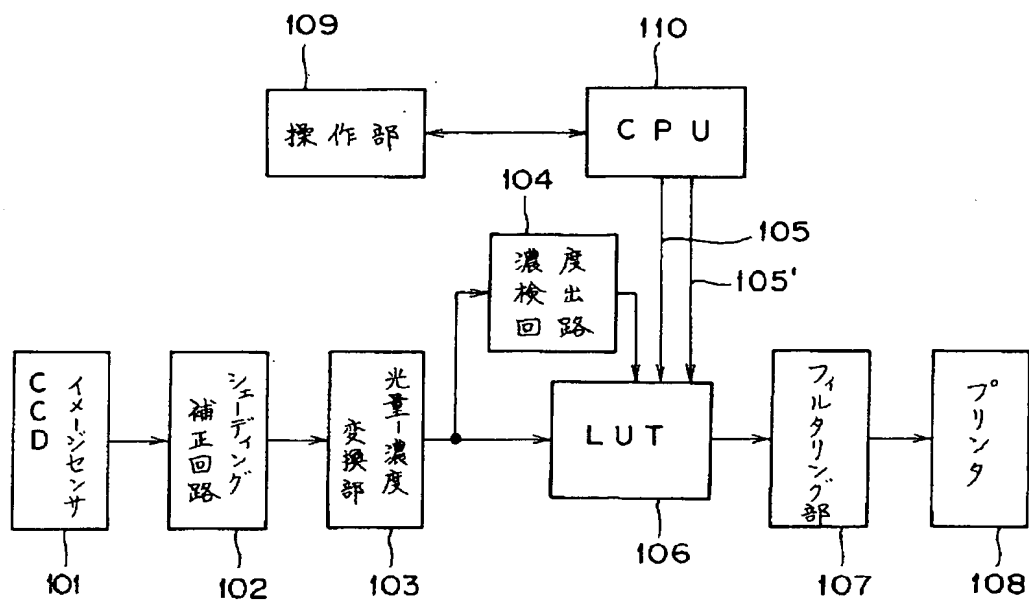 109
110
操作部
CPU
104
濃度
検出
回路
105
105'
CCD
イメージセンサ
シェーディング
補正回路
光量－濃度
変換部
LUT
フィルタリング部
プリンタ
101
102
103
106
107
108